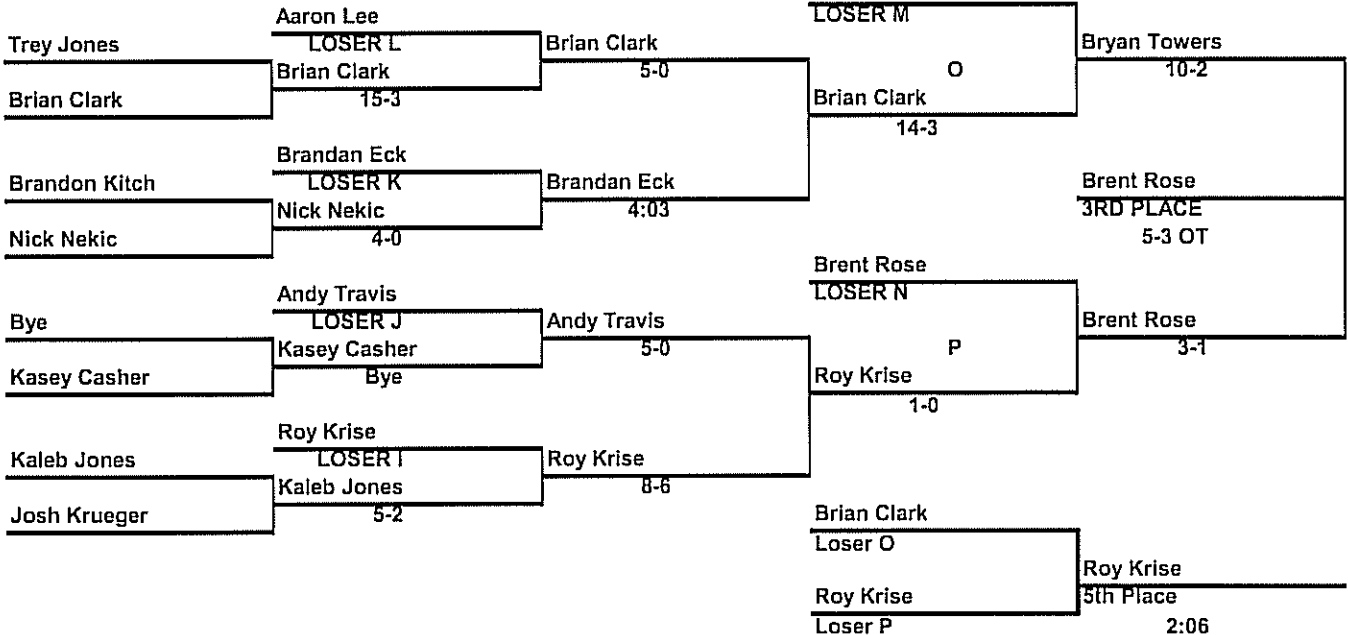 Trey Jones
Brian Clark
Brandon Kitch
Nick Nekic
Bye
Kasey Casher
Kaleb Jones
Josh Krueger
Aaron Lee
LOSER L
Brian Clark
15-3
Brandan Eck
LOSER K
Nick Nekic
4-0
Andy Travis
LOSER J
Kasey Casher
Bye
Roy Krise
LOSER I
Kaleb Jones
5-2
Brian Clark
5-0
Brandan Eck
4:03
Andy Travis
5-0
Roy Krise
8-6
LOSER M
O
Brian Clark
14-3
Brent Rose
LOSER N
P
Roy Krise
1-0
Bryan Towers
10-2
Brent Rose
3RD PLACE
5-3 OT
Brent Rose
3-1
Brian Clark
Loser O
Roy Krise
Loser P
Roy Krise
5th Place
2:06